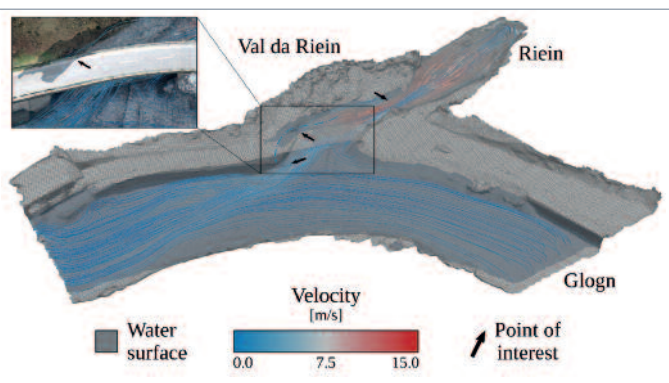 Val da Riein
Riein
Glogn
Velocity
[m/s]
Water
surface
0.0 7.5 15.0
Point of
interest